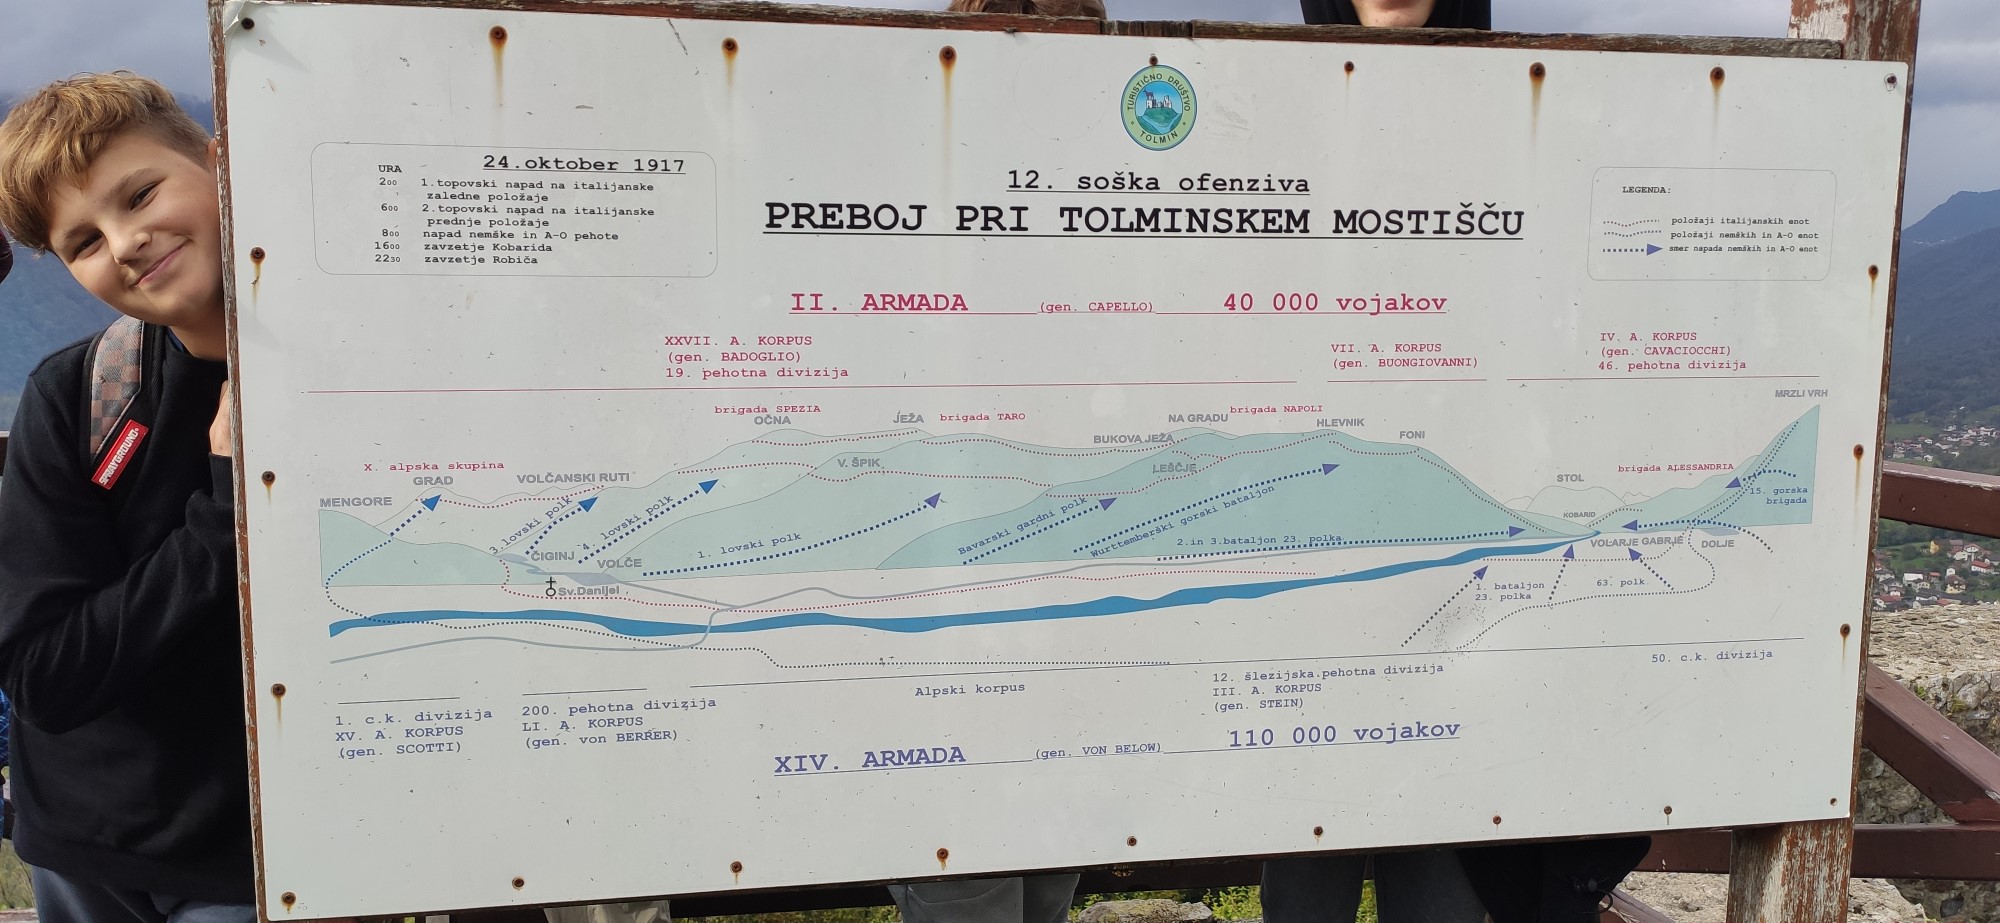 TURISTIČNO DRUŠTVO
TOLMIN
24.oktober 1917
URA
200 1.topovski napad na italijanske
zaledne položaje
600 2.topovski napad na italijanske
prednje položaje
800 napad nemške in A-O pehote
1600 zavzetje Kobarida
2230 zavzetje Robiča
12. soška ofenziva
PREBOJ PRI TOLMINSKEM MOSTIŠČU
LEGENDA:
položaji italijanskih enot
položaji nemških in A-O enot
smer napada nemških in A-O enot
II. ARMADA (gen. CAPELLO) 40 000 vojakov
XXVII. A. KORPUS
(gen. BADOGLIO)
19. pehotna divizija
VII. A. KORPUS
(gen. BUONGIOVANNI)
IV. A. KORPUS
(gen. CAVACIOCCHI)
46. pehotna divizija
MRZLI VRH
brigada SPEZIA
OČNA
JEŽA
brigada TARO
NA GRADU
brigada NAPOLI
HLEVNIK
BUKOVA JEŽA
FONI
X. alpska skupina
GRAD
VOLČANSKI RUTI
V. ŠPIK
LEŠČJE
STOL
brigada ALESSANDRIA
MENGORE
15. gorska
brigada
KOBARID
3.lovski polk
4. lovski polk
1. lovski polk
Bavarski gardni polk
Wurttemberški gorski bataljon
2.in 3.bataljon 23. polka
ČIGINJ
VOLČE
VOLARJE
GABRJE
DOLJE
Sv.Danijel
1. bataljon
23. polka
63. polk
1. c.k. divizija
XV. A. KORPUS
(gen. SCOTTI)
200. pehotna divizija
LI. A. KORPUS
(gen. von BERRER)
Alpski korpus
12. šlezijska pehotna divizija
III. A. KORPUS
(gen. STEIN)
50. c.k. divizija
XIV. ARMADA (gen. VON BELOW) 110 000 vojakov
SPRAYGROUND